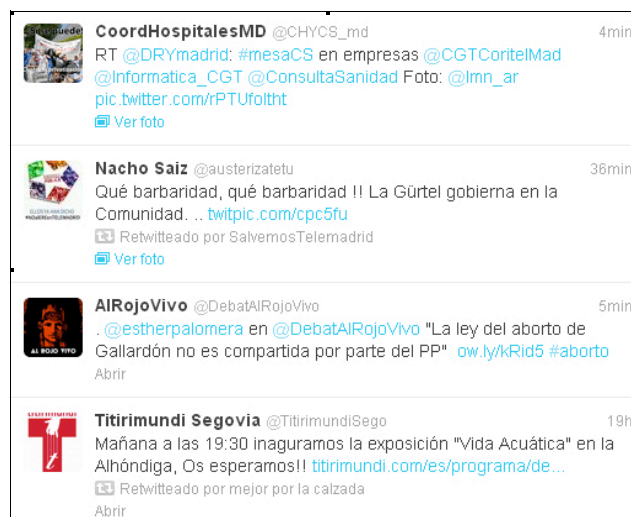 CoordHospitalesMD @CHYCS_md 4min
RT @DRYmadrid: #mesaCS en empresas @CGTCoritelMad
@Informatica_CGT @ConsultaSanidad Foto: @lmn_ar
pic.twitter.com/rPTUfoltht
Ver foto
Nacho Saiz @austerizatetu 36min
Qué barbaridad, qué barbaridad !! La Gürtel gobierna en la
Comunidad. .. twitpic.com/cpc5fu
Retwitteado por SalvemosTelemadrid
Ver foto
AlRojoVivo @DebatAlRojoVivo 5min
. @estherpalomera en @DebatAlRojoVivo "La ley del aborto de
Gallardón no es compartida por parte del PP" ow.ly/kRid5 #aborto
AL ROJO VIVO
Abrir
Titirimundi Segovia @TitirimundiSego 19h
Mañana a las 19:30 inaguramos la exposición "Vida Acuática" en la
Alhóndiga, Os esperamos!! titirimundi.com/es/programa/de...
Retwitteado por mejor por la calzada
Abrir